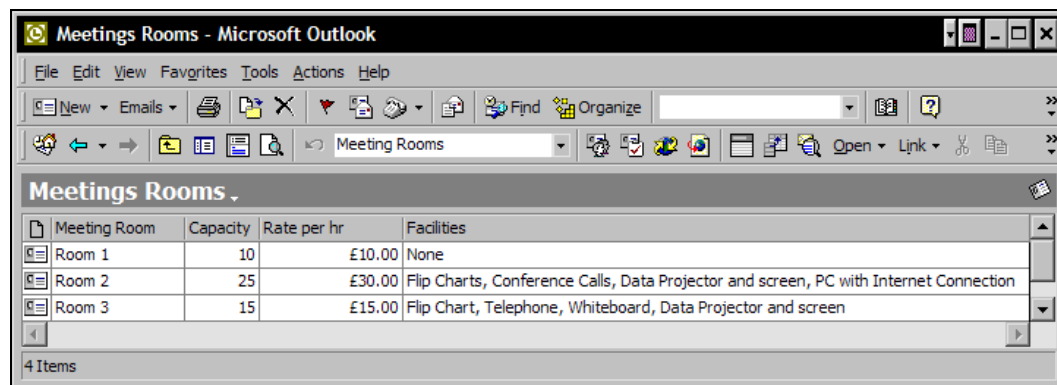 Meetings Rooms - Microsoft Outlook
File Edit View Favorites Tools Actions Help
New Emails Find Organize
Meeting Rooms Open Link
Meetings Rooms
Meeting Room Capacity Rate per hr Facilities
Room 1 10 £10.00 None
Room 2 25 £30.00 Flip Charts, Conference Calls, Data Projector and screen, PC with Internet Connection
Room 3 15 £15.00 Flip Chart, Telephone, Whiteboard, Data Projector and screen
4 Items